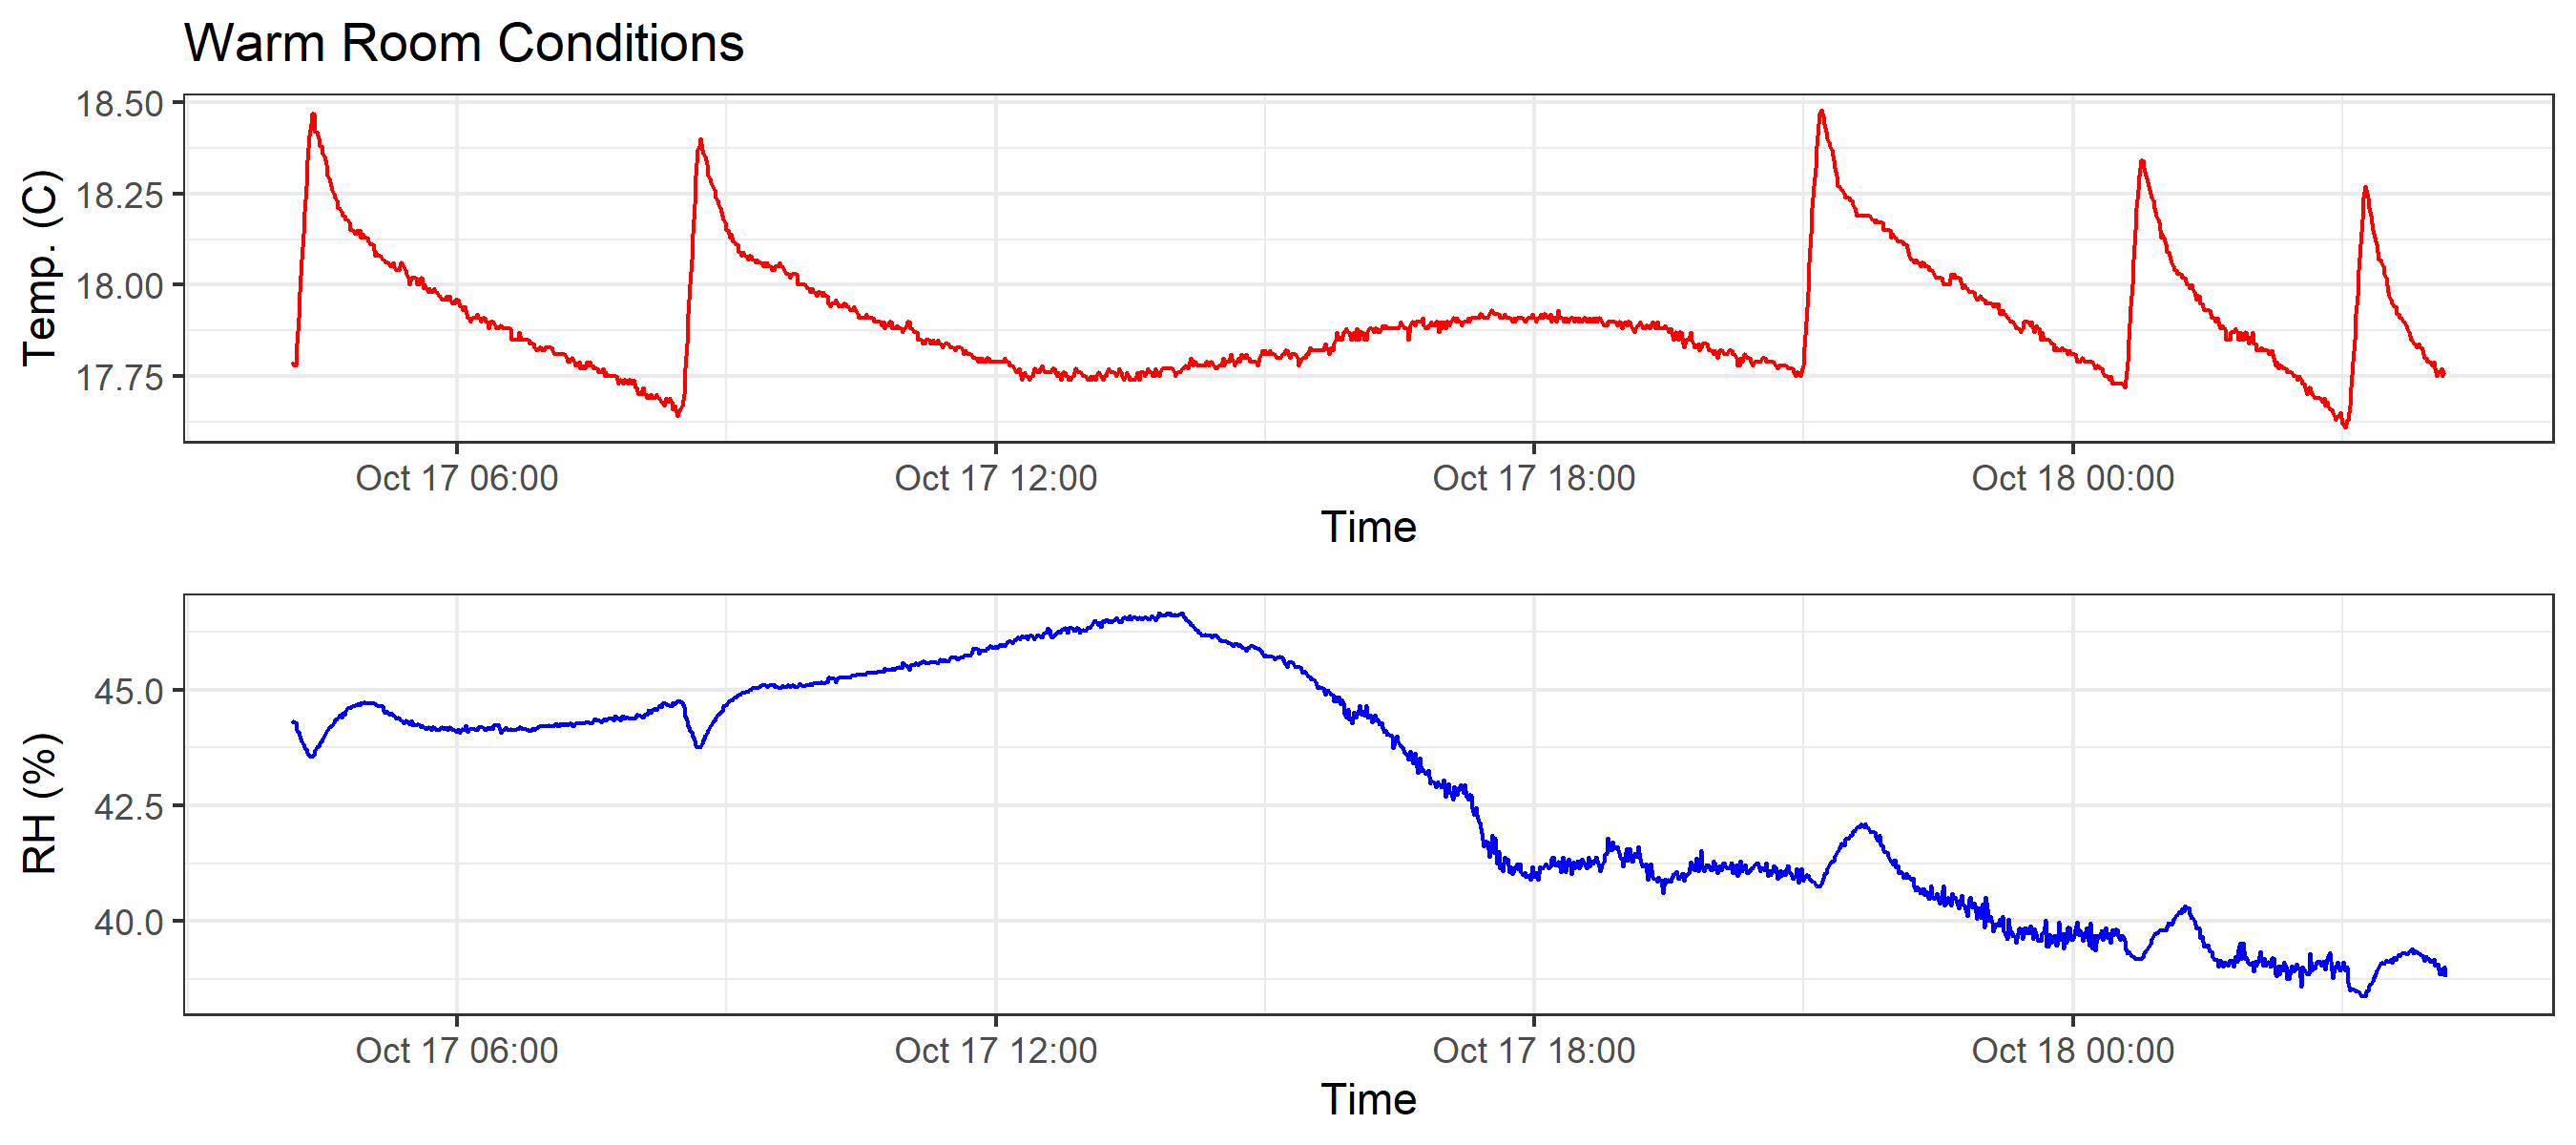 Warm Room Conditions
Temp. (C)
18.50
18.25
18.00
17.75
Oct 17 06:00 Oct 17 12:00 Oct 17 18:00 Oct 18 00:00
Time
RH (%)
45.0
42.5
40.0
Oct 17 06:00 Oct 17 12:00 Oct 17 18:00 Oct 18 00:00
Time